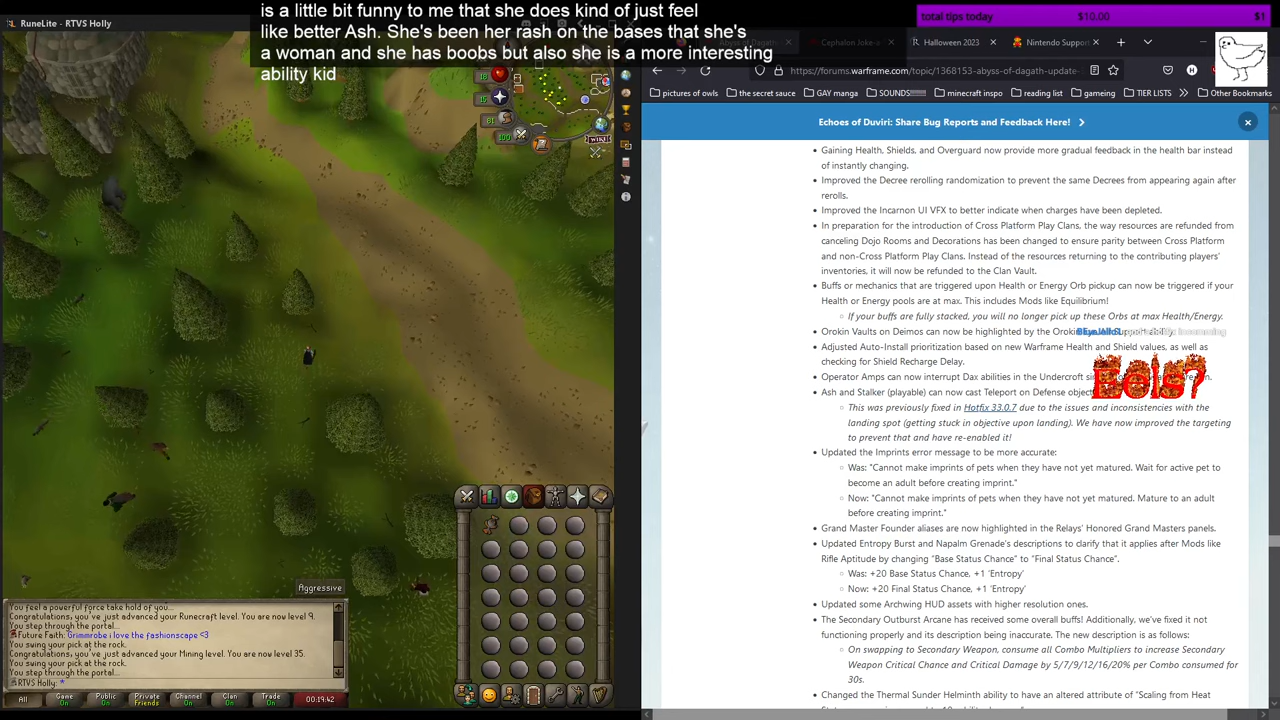 is a little bit funny to me that she does kind of just feel
like better Ash. She's been her rash on the bases that she's
a woman and she has boobs but also she is a more interesting
ability kid
RuneLite - RTVS Holly
total tips today $10.00 $1
Abyss of Dagath
Cephalon Joke-
Halloween 2023
Nintendo Support
https://forums.warframe.com/topic/1368153-abyss-of-dagath-update-
pictures of owls
the secret sauce
GAY manga
SOUNDS
minecraft inspo
reading list
gameing
TIER LISTS
Other Bookmarks
Echoes of Duviri: Share Bug Reports and Feedback Here!
Gaining Health, Shields, and Overguard now provide more gradual feedback in the health bar instead
of instantly changing.
Improved the Decree rerolling randomization to prevent the same Decrees from appearing again after
rerolls.
Improved the Incarnon UI VFX to better indicate when charges have been depleted.
In preparation for the introduction of Cross Platform Play Clans, the way resources are refunded from
canceling Dojo Rooms and Decorations has been changed to ensure parity between Cross Platform
and non-Cross Platform Play Clans. Instead of the resources returning to the contributing players'
inventories, it will now be refunded to the Clan Vault.
Buffs or mechanics that are triggered upon Health or Energy Orb pickup can now be triggered if your
Health or Energy pools are at max. This includes Mods like Equilibrium!
If your buffs are fully stacked, you will no longer pick up these Orbs at max Health/Energy.
Orokin Vaults on Deimos can now be highlighted by the Orokin
Adjusted Auto-Install prioritization based on new Warframe Health and Shield values, as well as
checking for Shield Recharge Delay.
Operator Amps can now interrupt Dax abilities in the Undercroft
Eels?
Ash and Stalker (playable) can now cast Teleport on Defense
This was previously fixed in Hotfix 33.0.7 due to the issues and inconsistencies with the
landing spot (getting stuck in objective upon landing). We have now improved the targeting
to prevent that and have re-enabled it!
Updated the Imprints error message to be more accurate:
Was: "Cannot make imprints of pets when they have not yet matured. Wait for active pet to
become an adult before creating imprint."
Now: "Cannot make imprints of pets when they have not yet matured. Mature to an adult
before creating imprint."
Grand Master Founder aliases are now highlighted in the Relays' Honored Grand Masters panels.
Updated Entropy Burst and Napalm Grenade's descriptions to clarify that it applies after Mods like
Rifle Aptitude by changing "Base Status Chance" to "Final Status Chance".
Was: +20 Base Status Chance, +1 'Entropy'
Now: +20 Final Status Chance, +1 'Entropy'
Updated some Archwing HUD assets with higher resolution ones.
The Secondary Outburst Arcane has received some overall buffs! Additionally, we've fixed it not
functioning properly and its description being inaccurate. The new description is as follows:
On swapping to Secondary Weapon, consume all Combo Multipliers to increase Secondary
Weapon Critical Chance and Critical Damage by 5/7/9/12/16/20% per Combo consumed for
30s.
Changed the Thermal Sunder Helminth ability to have an altered attribute of "Scaling from Heat
18
15
81
100
WIKI
Aggressive
You feel a powerful force take hold of you...
Congratulations, you've just advanced your Runecraft level. You are now level 9.
You step through the portal...
Future Faith: Grimmrobe i love the fashionscape <3
You swing your pick at the rock.
Congratulations, you've just advanced your Mining level. You are now level 35.
You swing your pick at the rock.
You step through the portal...
RTVS Holly: *
All
Game On
Public On
Private Friends
Channel On
Clan On
Trade On
00:19:42